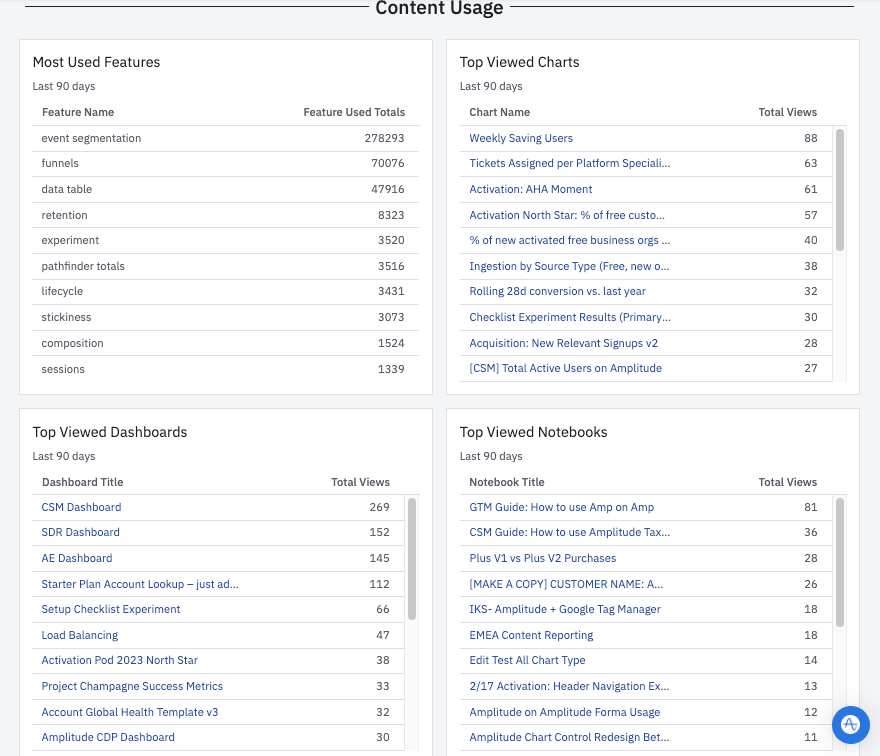 Content Usage
Most Used Features
Last 90 days
Feature Name Feature Used Totals
event segmentation 278293
funnels 70076
data table 47916
retention 8323
experiment 3520
pathfinder totals 3516
lifecycle 3431
stickiness 3073
composition 1524
sessions 1339
Top Viewed Charts
Last 90 days
Chart Name Total Views
Weekly Saving Users 88
Tickets Assigned per Platform Speciali... 63
Activation: AHA Moment 61
Activation North Star: % of free custo... 57
% of new activated free business orgs ... 40
Ingestion by Source Type (Free, new o... 38
Rolling 28d conversion vs. last year 32
Checklist Experiment Results (Primary... 30
Acquisition: New Relevant Signups v2 28
[CSM] Total Active Users on Amplitude 27
Top Viewed Dashboards
Last 90 days
Dashboard Title Total Views
CSM Dashboard 269
SDR Dashboard 152
AE Dashboard 145
Starter Plan Account Lookup – just ad... 112
Setup Checklist Experiment 66
Load Balancing 47
Activation Pod 2023 North Star 38
Project Champagne Success Metrics 33
Account Global Health Template v3 32
Amplitude CDP Dashboard 30
Top Viewed Notebooks
Last 90 days
Notebook Title Total Views
GTM Guide: How to use Amp on Amp 81
CSM Guide: How to use Amplitude Tax... 36
Plus V1 vs Plus V2 Purchases 28
[MAKE A COPY] CUSTOMER NAME: A... 26
IKS- Amplitude + Google Tag Manager 18
EMEA Content Reporting 18
Edit Test All Chart Type 14
2/17 Activation: Header Navigation Ex... 13
Amplitude on Amplitude Forma Usage 12
Amplitude Chart Control Redesign Bet... 11